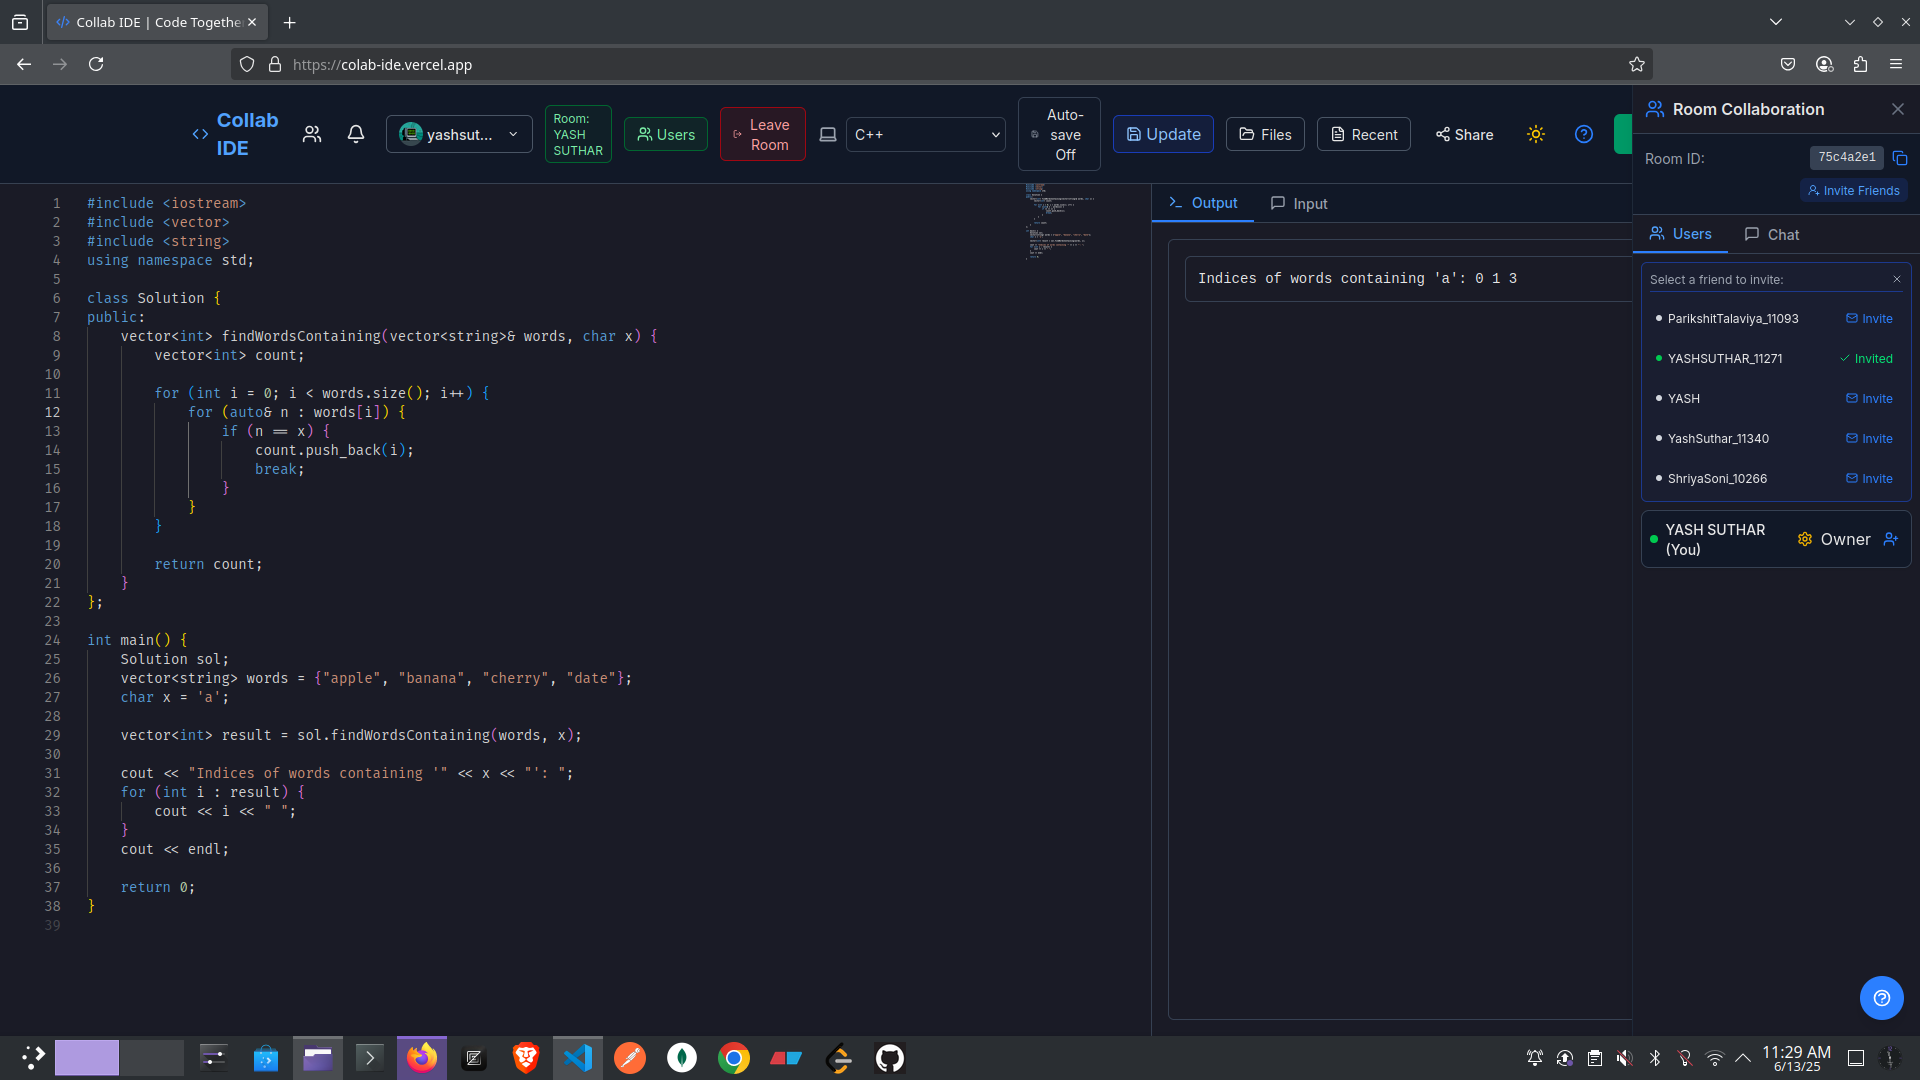 Collab IDE | Code Togethe
https://colab-ide.vercel.app
Collab
IDE
yashsut...
Room:
YASH
SUTHAR
Users
Leave
Room
C++
Auto-
save
Off
Update
Files
Recent
Share
1 #include <iostream>
2 #include <vector>
3 #include <string>
4 using namespace std;
5
6 class Solution {
7 public:
8 vector<int> findWordsContaining(vector<string>& words, char x) {
9 vector<int> count;
10
11 for (int i = 0; i < words.size(); i++) {
12 for (auto& n : words[i]) {
13 if (n == x) {
14 count.push_back(i);
15 break;
16 }
17 }
18 }
19
20 return count;
21 }
22 };
23
24 int main() {
25 Solution sol;
26 vector<string> words = {"apple", "banana", "cherry", "date"};
27 char x = 'a';
28
29 vector<int> result = sol.findWordsContaining(words, x);
30
31 cout << "Indices of words containing '" << x << "': ";
32 for (int i : result) {
33 cout << i << " ";
34 }
35 cout << endl;
36
37 return 0;
38 }
39
Output
Input
Indices of words containing 'a': 0 1 3
Room Collaboration
Room ID:
75c4a2e1
Invite Friends
Users
Chat
Select a friend to invite:
ParikshitTalaviya_11093 Invite
YASHSUTHAR_11271 Invited
YASH Invite
YashSuthar_11340 Invite
ShriyaSoni_10266 Invite
YASH SUTHAR
(You)
Owner
11:29 AM
6/13/25